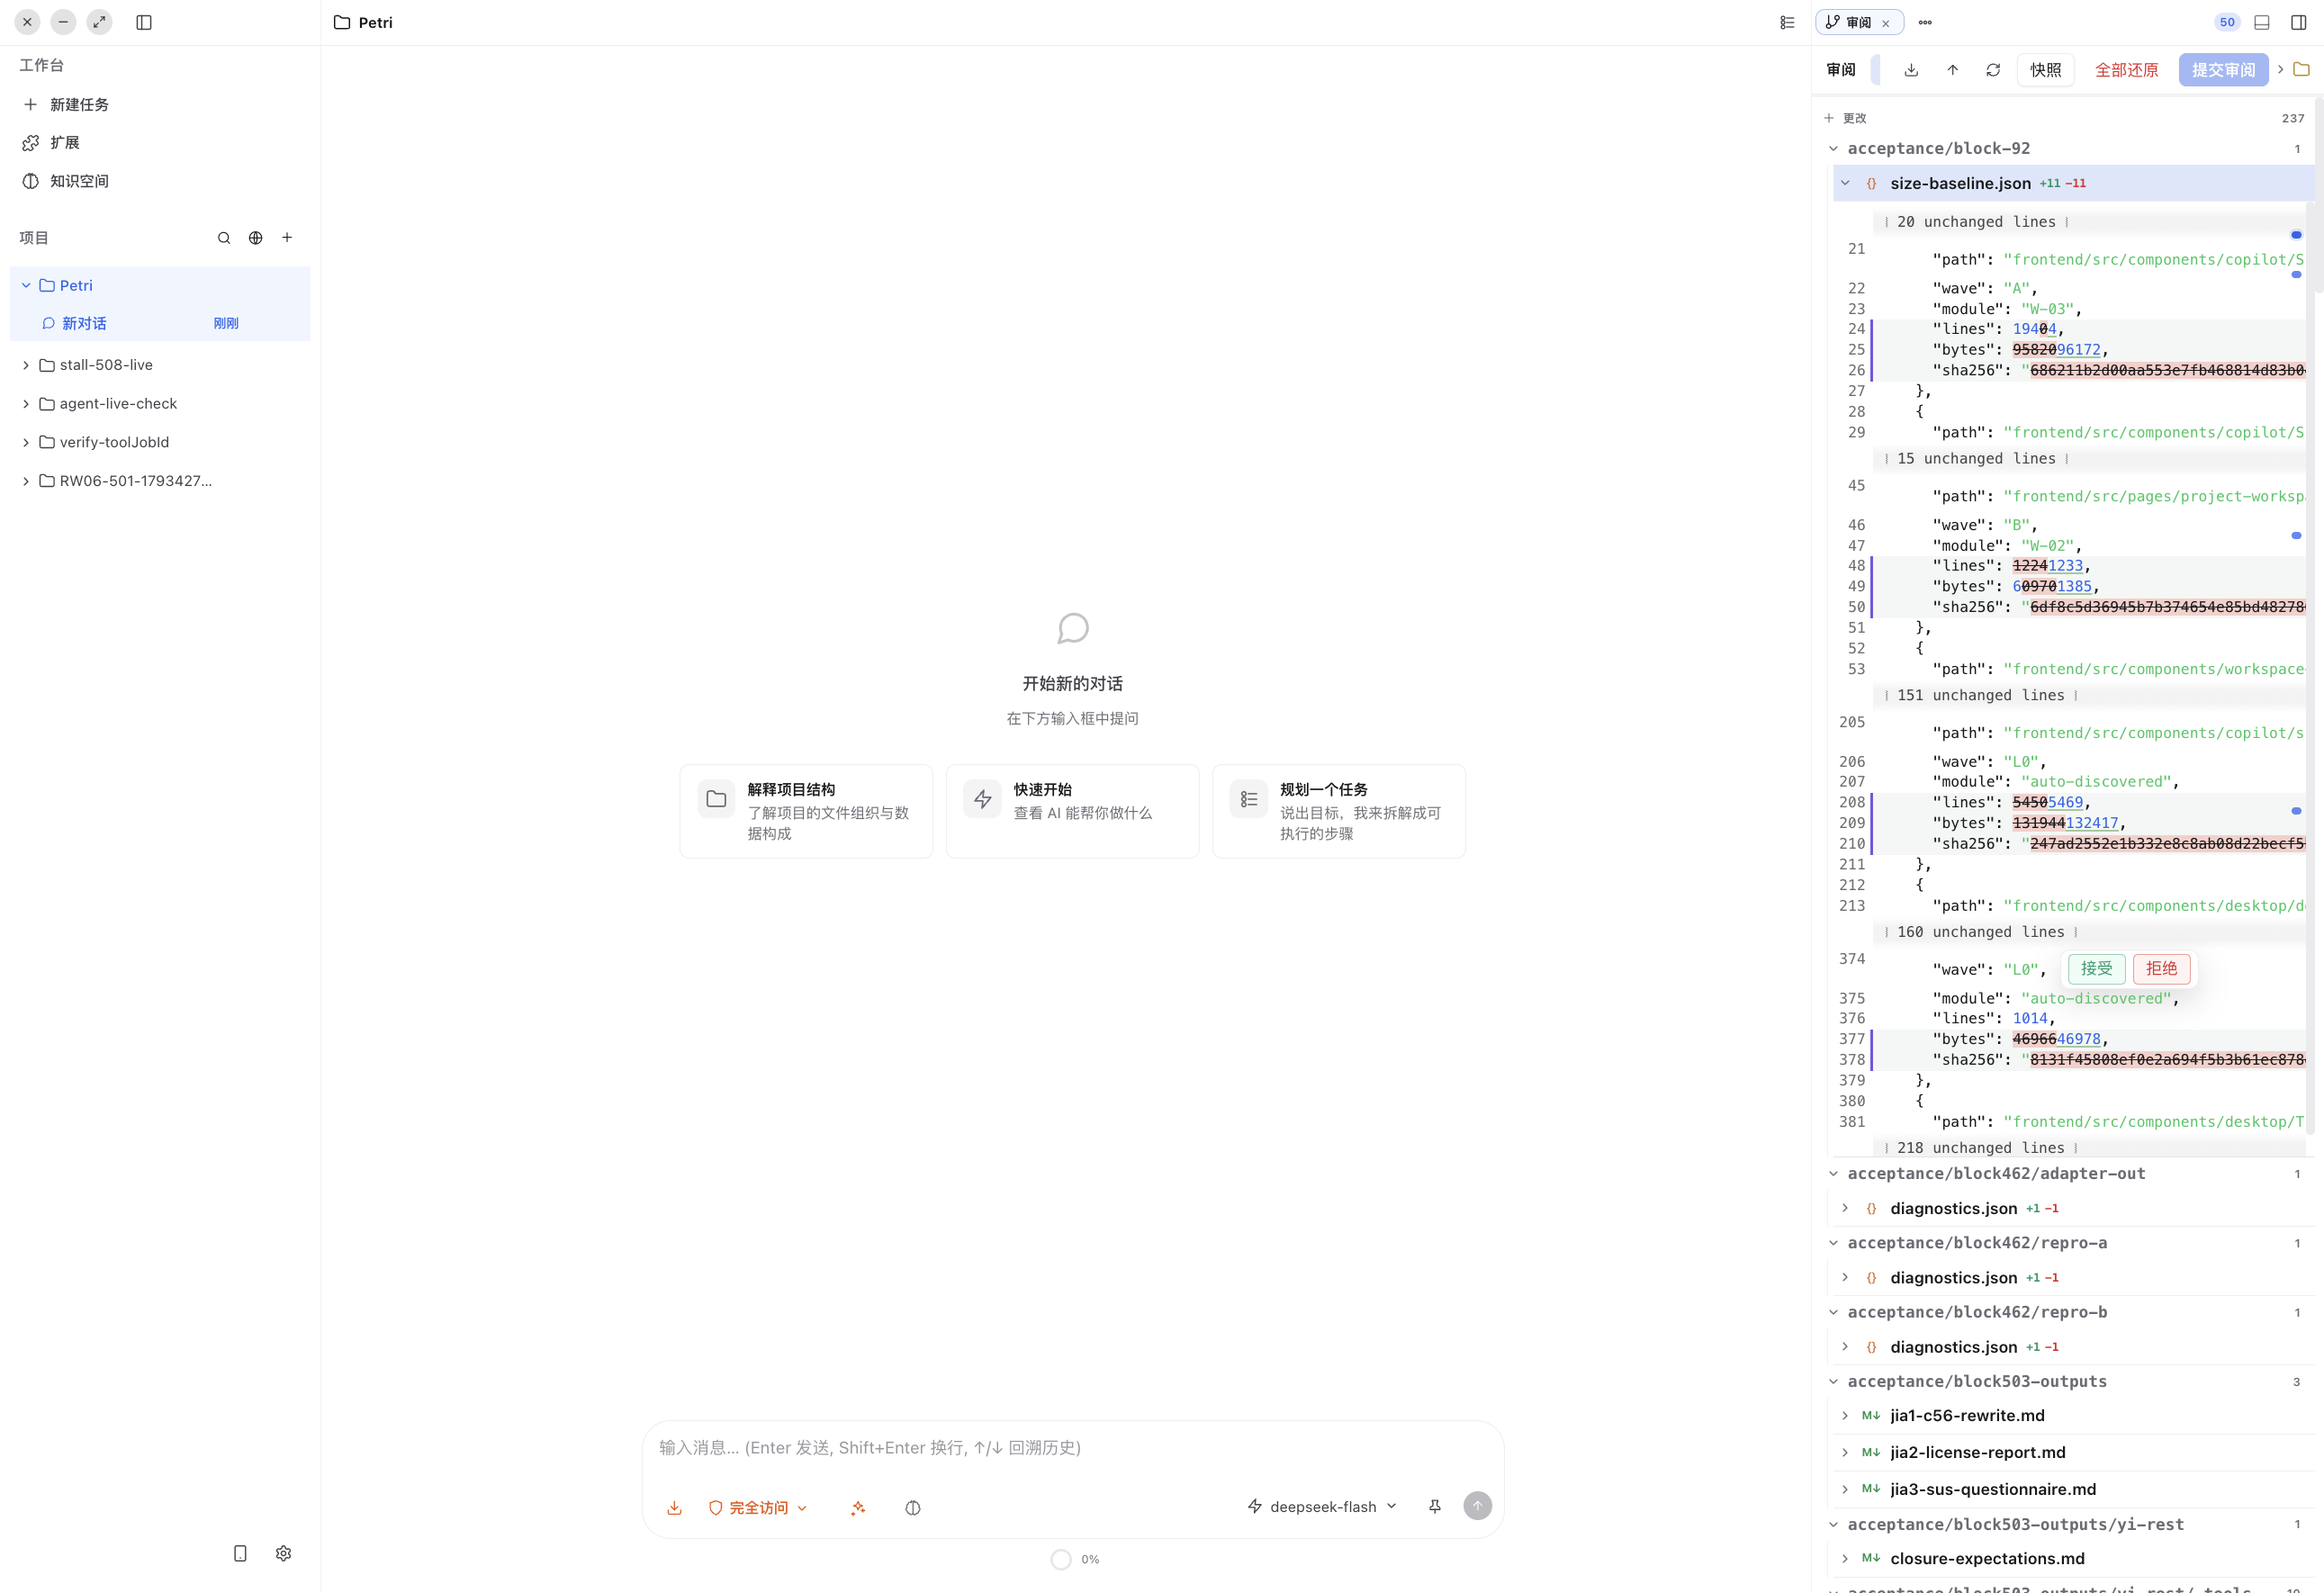 Petri
审阅
50
工作台
新建任务
扩展
知识空间
项目
Petri
新对话 刚刚
stall-508-live
agent-live-check
verify-toolJobId
RW06-501-1793427...
开始新的对话
在下方输入框中提问
解释项目结构
了解项目的文件组织与数
据构成
快速开始
查看 AI 能帮你做什么
规划一个任务
说出目标，我来拆解成可
执行的步骤
输入消息... (Enter 发送, Shift+Enter 换行, ↑/↓ 回溯历史)
完全访问
deepseek-flash
0%
审阅 快照 全部还原 提交审阅
更改 237
acceptance/block-92 1
{} size-baseline.json +11 -11
20 unchanged lines
21 "path": "frontend/src/components/copilot/S
22 "wave": "A",
23 "module": "W-03",
24 "lines": 19404,
25 "bytes": 9582096172,
26 "sha256": "686211b2d00aa553e7fb468814d83b0
27 },
28 {
29 "path": "frontend/src/components/copilot/S
15 unchanged lines
45 "path": "frontend/src/pages/project-worksp
46 "wave": "B",
47 "module": "W-02",
48 "lines": 12241233,
49 "bytes": 609701385,
50 "sha256": "6df8c5d36945b7b374654e85bd48278
51 },
52 {
53 "path": "frontend/src/components/workspace
151 unchanged lines
205 "path": "frontend/src/components/copilot/s
206 "wave": "L0",
207 "module": "auto-discovered",
208 "lines": 54505469,
209 "bytes": 131944132417,
210 "sha256": "247ad2552e1b332e8c8ab08d22becf5
211 },
212 {
213 "path": "frontend/src/components/desktop/d
160 unchanged lines
374 "wave": "L0", 接受 拒绝
375 "module": "auto-discovered",
376 "lines": 1014,
377 "bytes": 4696646978,
378 "sha256": "8131f45808ef0e2a694f5b3b61ec878
379 },
380 {
381 "path": "frontend/src/components/desktop/T
218 unchanged lines
acceptance/block462/adapter-out 1
{} diagnostics.json +1 -1
acceptance/block462/repro-a 1
{} diagnostics.json +1 -1
acceptance/block462/repro-b 1
{} diagnostics.json +1 -1
acceptance/block503-outputs 3
M↓ jia1-c56-rewrite.md
M↓ jia2-license-report.md
M↓ jia3-sus-questionnaire.md
acceptance/block503-outputs/yi-rest 1
M↓ closure-expectations.md